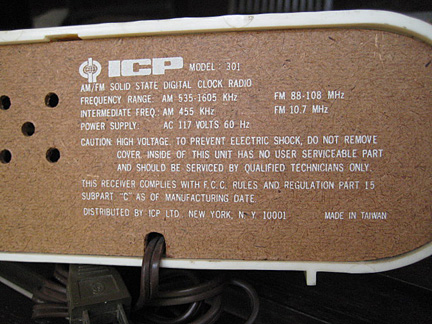 ICP MODEL: 301
AM/FM SOLID STATE DIGITAL CLOCK RADIO
FREQUENCY RANGE: AM 535-1605 KHz FM 88-108 MHz
INTERMEDIATE FREQ.: AM 455 KHz FM 10.7 MHz
POWER SUPPLY: AC 117 VOLTS 60 Hz
CAUTION: HIGH VOLTAGE, TO PREVENT ELECTRIC SHOCK, DO NOT REMOVE
COVER. INSIDE OF THIS UNIT HAS NO USER SERVICEABLE PART
AND SHOULD BE SERVICED BY QUALIFIED TECHNICIANS ONLY.
THIS RECEIVER COMPLIES WITH F.C.C. RULES AND REGULATION PART 15
SUBPART "C" AS OF MANUFACTURING DATE.
DISTRIBUTED BY ICP LTD., NEW YORK, N. Y. 10001 MADE IN TAIWAN